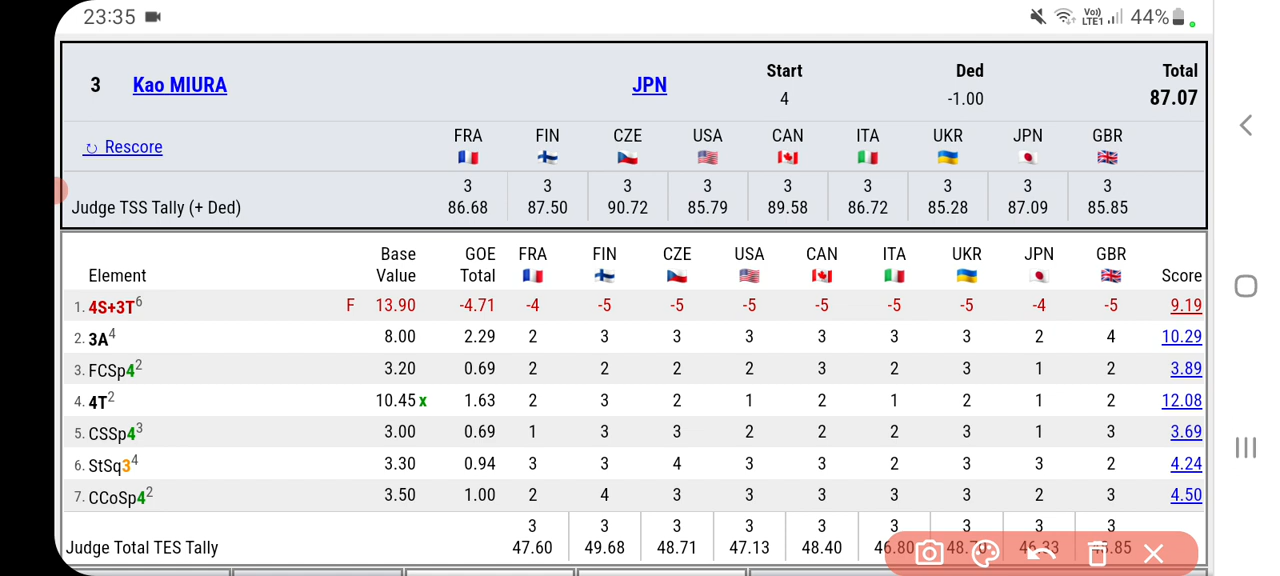 23:35 Vo)) LTE1 44%
3 Kao MIURA JPN Start 4 Ded -1.00 Total 87.07
Rescore FRA FIN CZE USA CAN ITA UKR JPN GBR
3 3 3 3 3 3 3 3 3
Judge TSS Tally (+ Ded) 86.68 87.50 90.72 85.79 89.58 86.72 85.28 87.09 85.85
Element Base Value GOE Total FRA FIN CZE USA CAN ITA UKR JPN GBR Score
1. 4S+3T6 F 13.90 -4.71 -4 -5 -5 -5 -5 -5 -5 -4 -5 9.19
2. 3A4 8.00 2.29 2 3 3 3 3 3 3 2 4 10.29
3. FCSp42 3.20 0.69 2 2 2 2 3 2 3 1 2 3.89
4. 4T2 10.45 x 1.63 2 3 2 1 2 1 2 1 2 12.08
5. CSSp43 3.00 0.69 1 3 3 2 2 2 3 1 3 3.69
6. StSq34 3.30 0.94 3 3 4 3 3 2 3 3 2 4.24
7. CCoSp42 3.50 1.00 2 4 3 3 3 3 3 2 3 4.50
3 3 3 3 3 3 3 3 3
Judge Total TES Tally 47.60 49.68 48.71 47.13 48.40 46.80 46.33